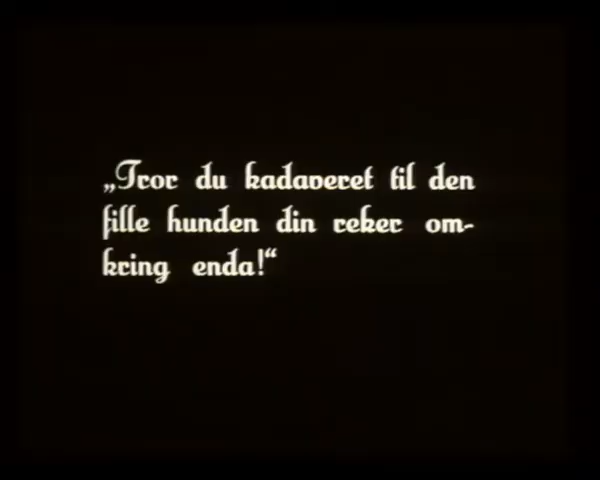 „Tror du kadaveret til den
fille hunden din reker om-
kring enda!“